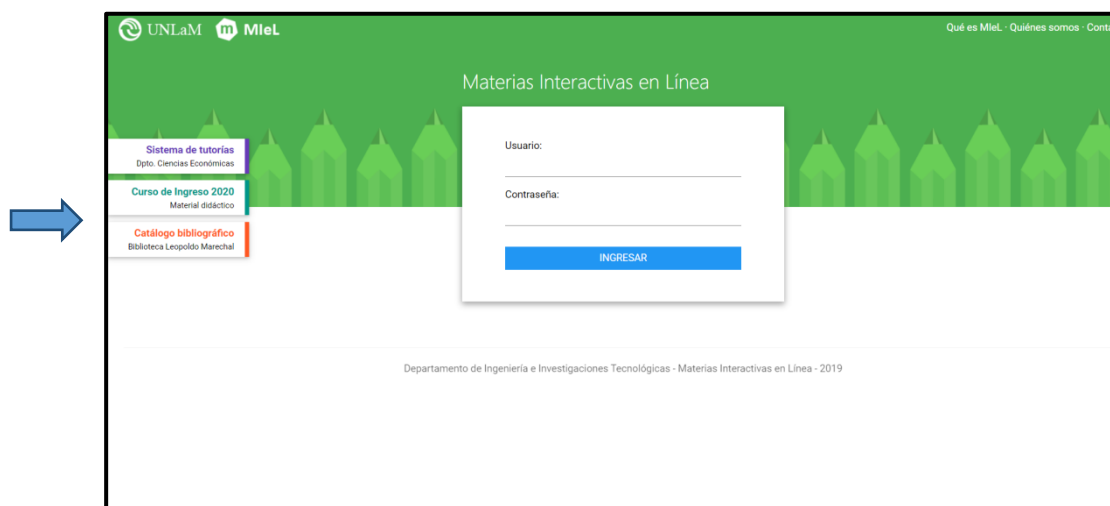 UNLaM MIeL
Qué es MIeL · Quiénes somos · Conta
Materias Interactivas en Línea
Sistema de tutorías
Dpto. Ciencias Económicas
Curso de Ingreso 2020
Material didáctico
Catálogo bibliográfico
Biblioteca Leopoldo Marechal
Usuario:
Contraseña:
INGRESAR
Departamento de Ingeniería e Investigaciones Tecnológicas - Materias Interactivas en Línea - 2019